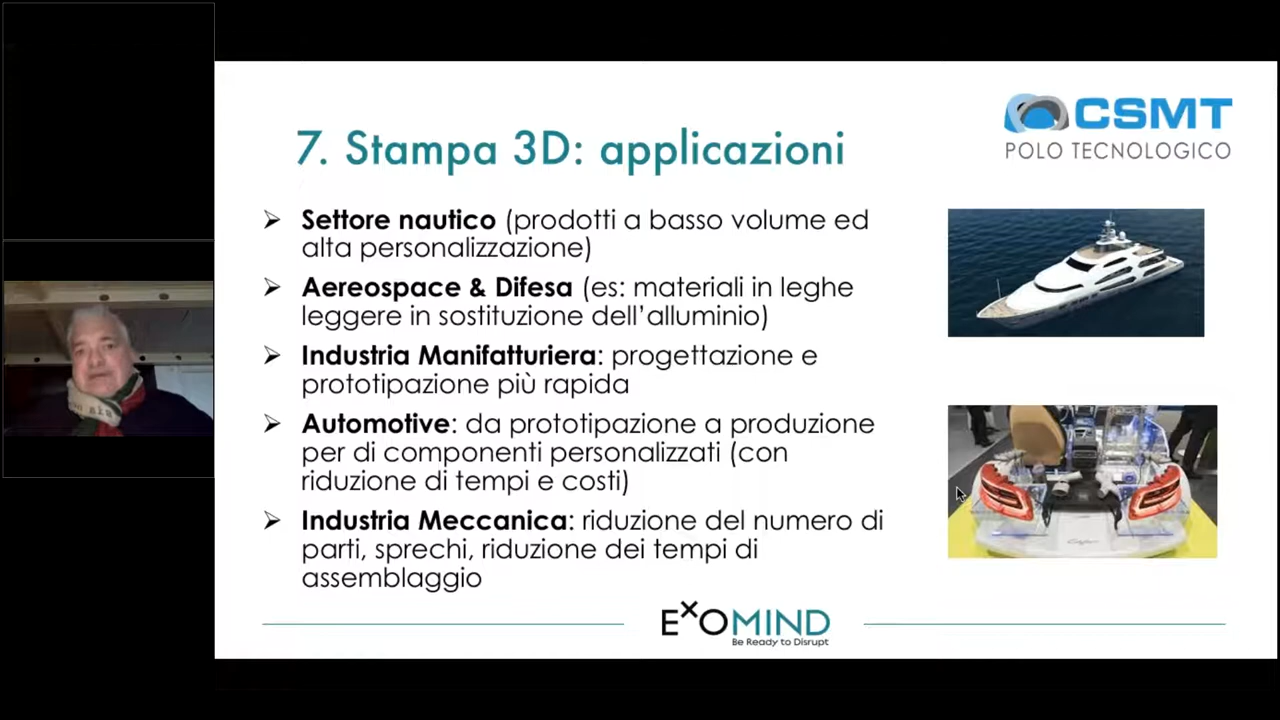 7. Stampa 3D: applicazioni
CSMT
POLO TECNOLOGICO
➢ Settore nautico (prodotti a basso volume ed
alta personalizzazione)
➢ Aereospace & Difesa (es: materiali in leghe
leggere in sostituzione dell’alluminio)
➢ Industria Manifatturiera: progettazione e
prototipazione più rapida
➢ Automotive: da prototipazione a produzione
per di componenti personalizzati (con
riduzione di tempi e costi)
➢ Industria Meccanica: riduzione del numero di
parti, sprechi, riduzione dei tempi di
assemblaggio
EXOMIND
Be Ready to Disrupt